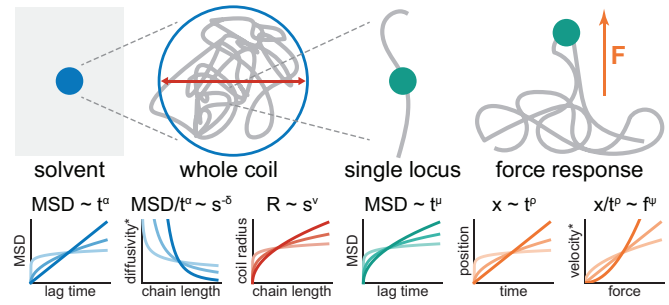 F
solvent
whole coil
single locus
force response
MSD ~ t^α
MSD/t^α ~ s^-δ
R ~ s^ν
MSD ~ t^μ
x ~ t^ρ
x/t^ρ ~ f^ψ
MSD
lag time
diffusivity*
chain length
coil radius
chain length
MSD
lag time
position
time
velocity*
force